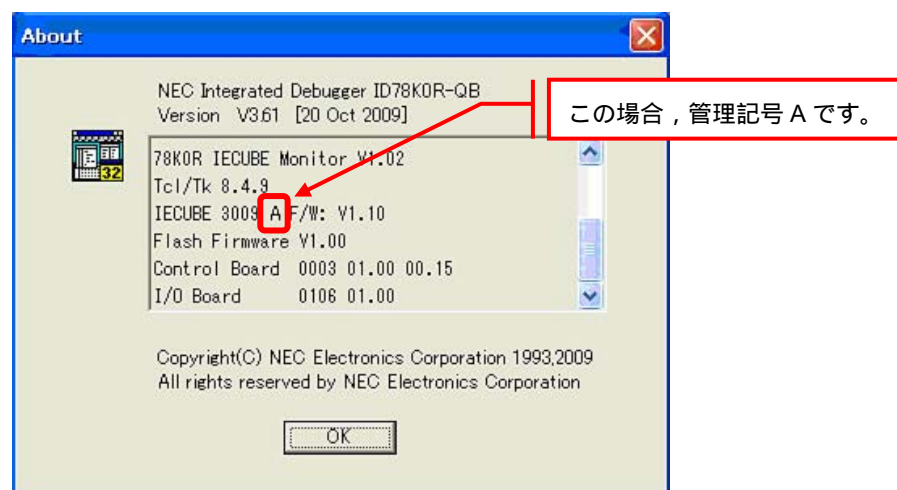 About
NEC Integrated Debugger ID78K0R-QB
Version V3.61 [20 Oct 2009]
この場合，管理記号 A です。
32
78K0R IECUBE Monitor V1.02
Tcl/Tk 8.4.9
IECUBE 3009 A F/W: V1.10
Flash Firmware V1.00
Control Board 0003 01.00 00.15
I/O Board 0106 01.00
Copyright(C) NEC Electronics Corporation 1993,2009
All rights reserved by NEC Electronics Corporation
OK